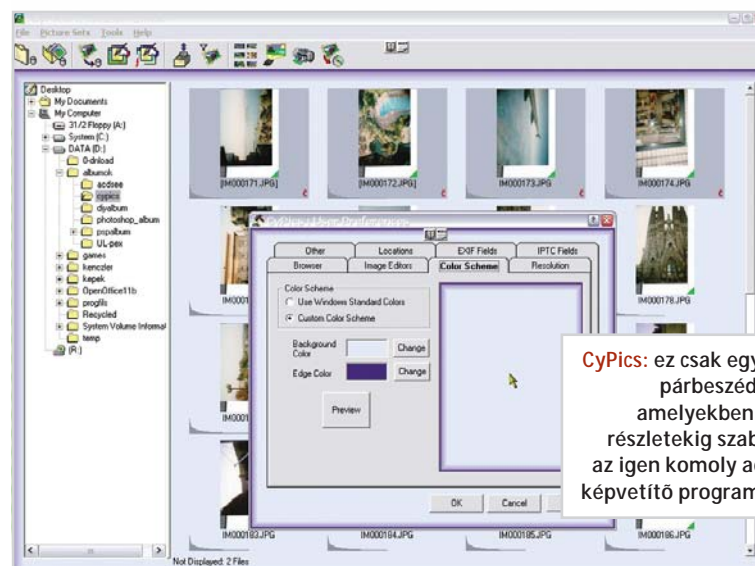 File Picture Sets Tools Help
Desktop
My Documents
My Computer
31/2 Floppy (A:)
System (C:)
DATA (D:)
0-dnload
albumok
acdsee
cypics
diyalbum
photoshop_album
pspalbum
UL-pex
games
kenczler
kepek
OpenOffice11b
progfils
Recycled
System Volume Informat
temp
(R:)
[IM000171.JPG]
[IM000172.JPG]
[IM000173.JPG]
IM000174.JPG
IM000178.JPG
IM000183.JPG
IM000184.JPG
IM000185.JPG
IM000186.JPG
Not Displayed: 2 Files
CyPics: User Preferences
Other Locations EXIF Fields IPTC Fields
Browser Image Editors Color Scheme Resolution
Color Scheme
Use Windows Standard Colors
Custom Color Scheme
Background Color
Change
Edge Color
Change
Preview
OK Cancel
CyPics: ez csak egy
párbeszéd
amelyekben
részletekig szab
az igen komoly a
képvetítõ program